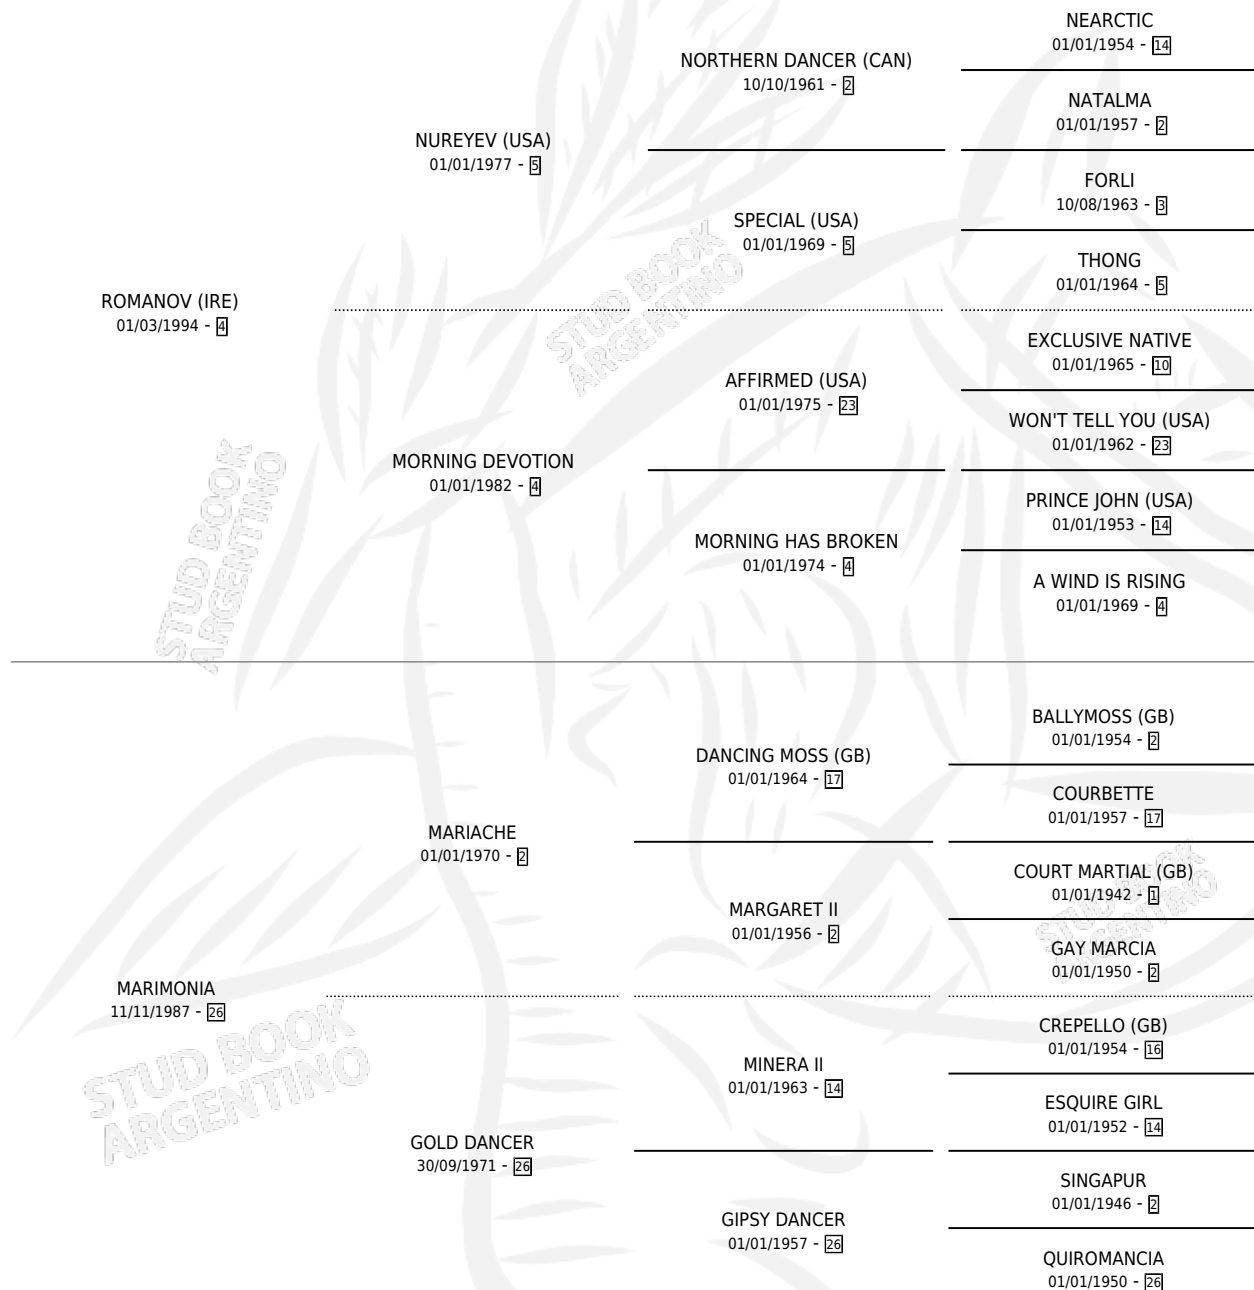 NEARCTIC
01/01/1954 - 14
NORTHERN DANCER (CAN)
10/10/1961 - 2
NATALMA
01/01/1957 - 2
NUREYEV (USA)
01/01/1977 - 5
FORLI
10/08/1963 - 3
SPECIAL (USA)
01/01/1969 - 5
THONG
01/01/1964 - 5
ROMANOV (IRE)
01/03/1994 - 4
EXCLUSIVE NATIVE
01/01/1965 - 10
AFFIRMED (USA)
01/01/1975 - 23
WON'T TELL YOU (USA)
01/01/1962 - 23
MORNING DEVOTION
01/01/1982 - 4
PRINCE JOHN (USA)
01/01/1953 - 14
MORNING HAS BROKEN
01/01/1974 - 4
A WIND IS RISING
01/01/1969 - 4
BALLYMOSS (GB)
01/01/1954 - 2
DANCING MOSS (GB)
01/01/1964 - 17
COURBETTE
01/01/1957 - 17
MARIACHE
01/01/1970 - 2
COURT MARTIAL (GB)
01/01/1942 - 1
MARGARET II
01/01/1956 - 2
GAY MARCIA
01/01/1950 - 2
MARIMONIA
11/11/1987 - 26
CREPELLO (GB)
01/01/1954 - 16
MINERA II
01/01/1963 - 14
ESQUIRE GIRL
01/01/1952 - 14
GOLD DANCER
30/09/1971 - 26
SINGAPUR
01/01/1946 - 2
GIPSY DANCER
01/01/1957 - 26
QUIROMANCIA
01/01/1950 - 26
STUD BOOK
ARGENTINO
STUD BOOK
ARGENTINO
STUD BOOK
ARGENTINO
STUD BOOK
ARGENTINO